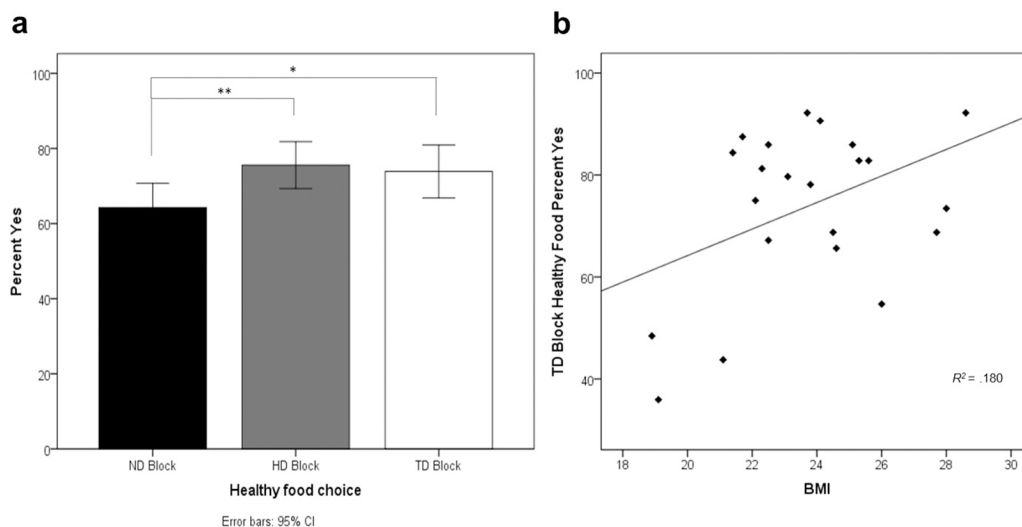 a
100
80
60
40
20
0
Percent Yes
*
**
ND Block
HD Block
TD Block
Healthy food choice
Error bars: 95% CI
b
100
80
60
40
TD Block Healthy Food Percent Yes
R² = .180
18
20
22
24
26
28
30
BMI